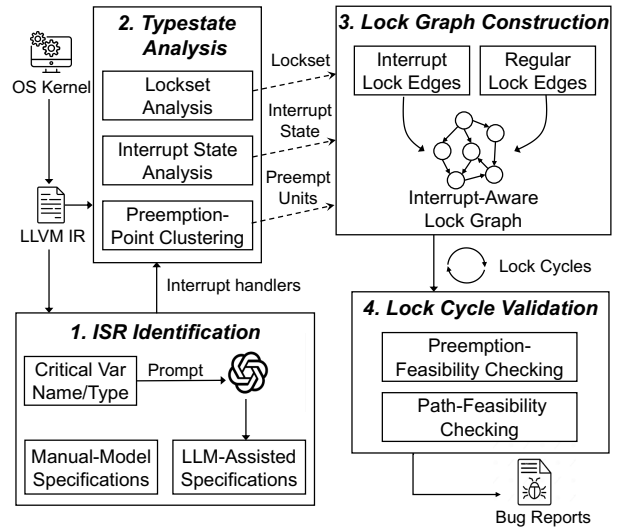 OS Kernel
LLVM IR
2. Typestate
Analysis
Lockset
Analysis
Interrupt State
Analysis
Preemption-
Point Clustering
Lockset
Interrupt
State
Preempt
Units
3. Lock Graph Construction
Interrupt
Lock Edges
Regular
Lock Edges
Interrupt-Aware
Lock Graph
Interrupt handlers
Lock Cycles
1. ISR Identification
Critical Var
Name/Type
Prompt
Manual-Model
Specifications
LLM-Assisted
Specifications
4. Lock Cycle Validation
Preemption-
Feasibility Checking
Path-Feasibility
Checking
Bug Reports